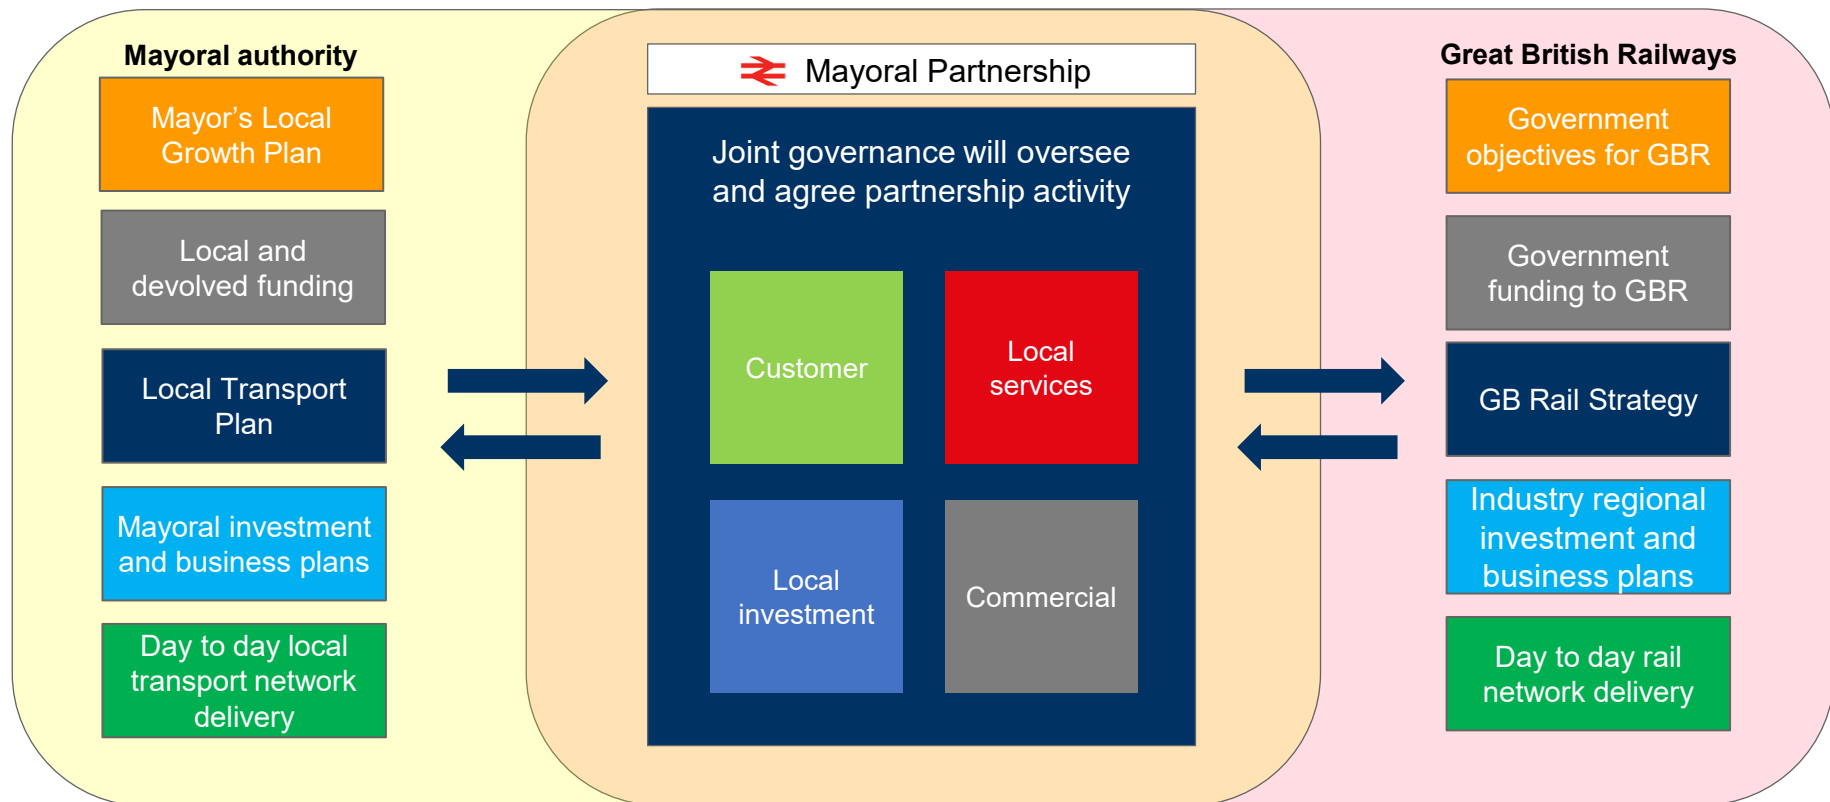 Mayoral authority
Mayor’s Local
Growth Plan
Local and
devolved funding
Local Transport
Plan
Mayoral investment
and business plans
Day to day local
transport network
delivery
Mayoral Partnership
Joint governance will oversee
and agree partnership activity
Customer
Local
services
Local
investment
Commercial
Great British Railways
Government
objectives for GBR
Government
funding to GBR
GB Rail Strategy
Industry regional
investment and
business plans
Day to day rail
network delivery